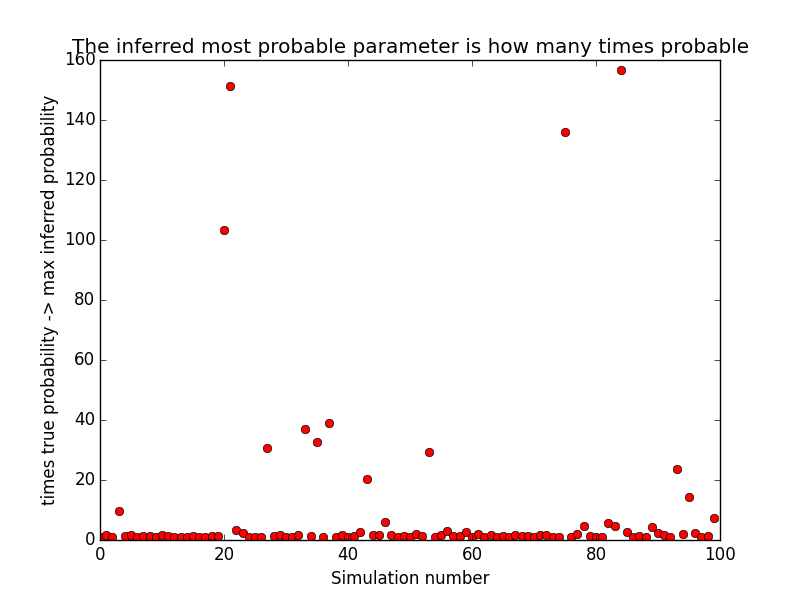 The inferred most probable parameter is how many times probable
times true probability -> max inferred probability
160
140
120
100
80
60
40
20
0
0 20 40 60 80 100
Simulation number